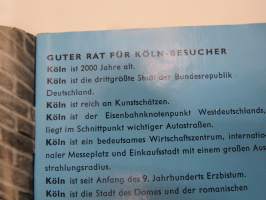 GUTER RAT FÜR KÖLN-BESUCHER
Köln ist 2000 Jahre alt.
Köln ist die drittgrößte Stadt der Bundesrepublik
Deutschland.
Köln ist reich an Kunstschätzen.
Köln ist der Eisenbahnknotenpunkt Westdeutschlands,
liegt im Schnittpunkt wichtiger Autostraßen.
Köln ist ein bedeutsames Wirtschaftszentrum, internatio-
naler Messeplatz und Einkaufsstadt mit einem großen Aus-
strahlungsradius.
Köln ist seit Anfang des 9. Jahrhunderts Erzbistum.
Köln ist die Stadt des Domes und der romanischen